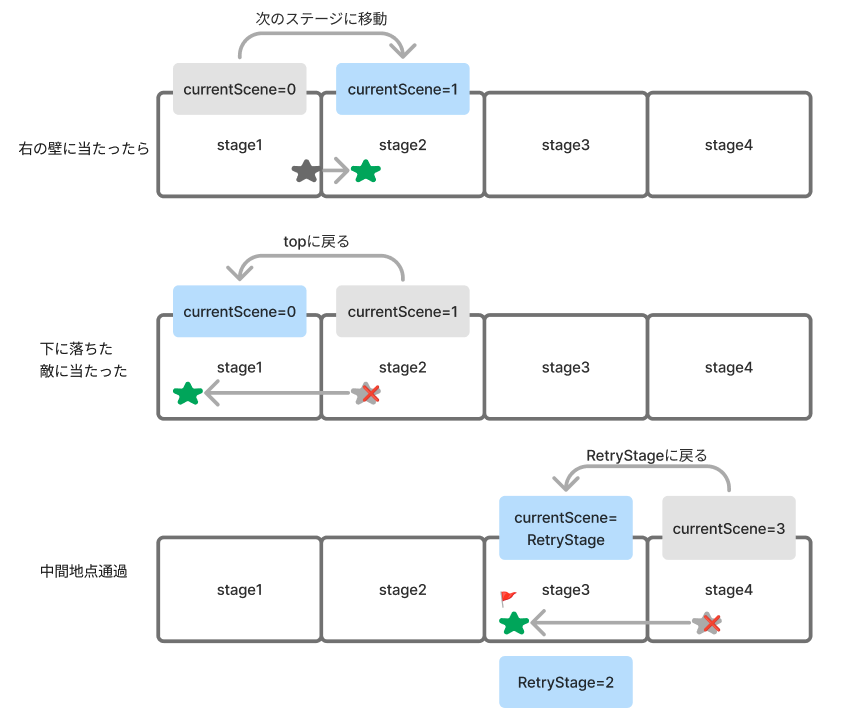 次のステージに移動
currentScene=0
currentScene=1
右の壁に当たったら
stage1
stage2
stage3
stage4
topに戻る
currentScene=0
currentScene=1
下に落ちた
敵に当たった
stage1
stage2
stage3
stage4
RetryStageに戻る
currentScene=
RetryStage
currentScene=3
中間地点通過
stage1
stage2
stage3
stage4
RetryStage=2